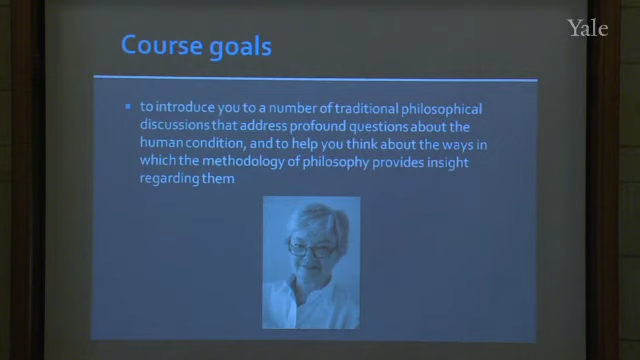 Yale
Course goals
to introduce you to a number of traditional philosophical
discussions that address profound questions about the
human condition, and to help you think about the ways in
which the methodology of philosophy provides insight
regarding them